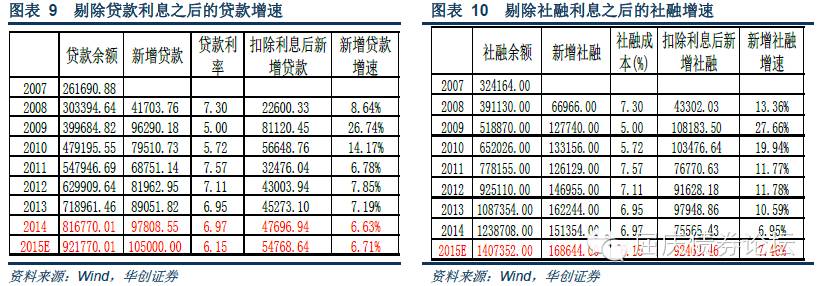 图表 9 剔除贷款利息之后的贷款增速
贷款余额 新增贷款 贷款利率 扣除利息后新增贷款 新增贷款增速
2007 261690.88
2008 303394.64 41703.76 7.30 22600.33 8.64%
2009 399684.82 96290.18 5.00 81120.45 26.74%
2010 479195.55 79510.73 5.72 56648.76 14.17%
2011 547946.69 68751.14 7.57 32476.04 6.78%
2012 629909.64 81962.95 7.11 43003.94 7.85%
2013 718961.46 89051.82 6.95 45273.10 7.19%
2014 816770.01 97808.55 6.97 47696.94 6.63%
2015E 921770.01 105000.00 6.15 54768.64 6.71%
资料来源：Wind，华创证券
图表 10 剔除社融利息之后的社融增速
社融余额 新增社融 社融成本(%) 扣除利息后新增社融 新增社融增速
2007 324164.00
2008 391130.00 66966.00 7.30 43302.03 13.36%
2009 518870.00 127740.00 5.00 108183.50 27.66%
2010 652026.00 133156.00 5.72 103476.64 19.94%
2011 778155.00 126129.00 7.57 76770.63 11.77%
2012 925110.00 146955.00 7.11 91628.18 11.78%
2013 1087354.00 162244.00 6.95 97948.86 10.59%
2014 1238708.00 151354.00 6.97 75565.43 6.95%
2015E 1407352.00 168644.00 6.15 92463.46 7.46%
资料来源：Wind，华创证券
屈庆债券论坛